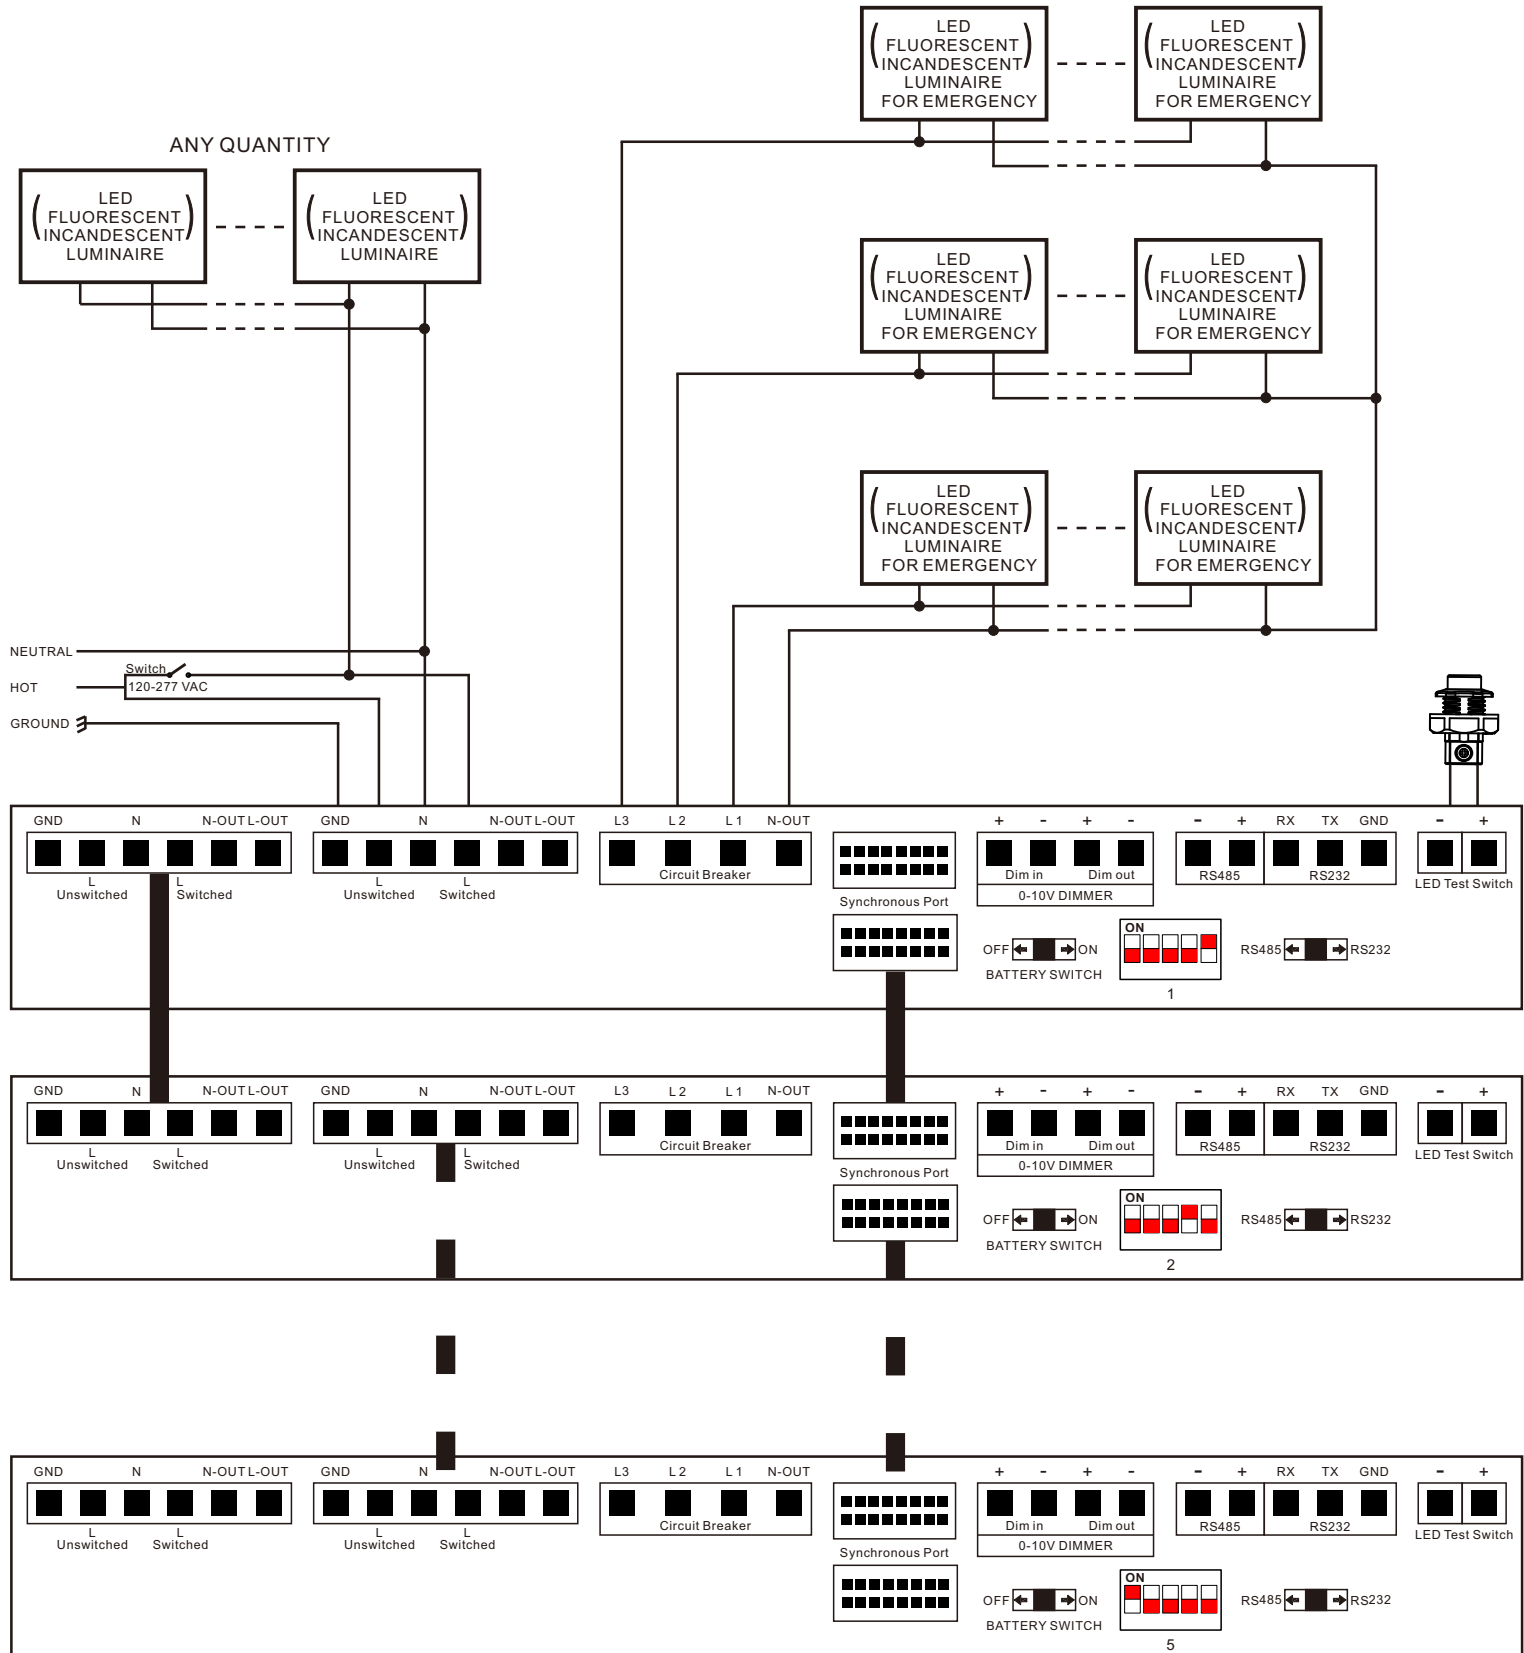 LED
FLUORESCENT
INCANDESCENT
LUMINAIRE
FOR EMERGENCY
LED
FLUORESCENT
INCANDESCENT
LUMINAIRE
FOR EMERGENCY
ANY QUANTITY
LED
FLUORESCENT
INCANDESCENT
LUMINAIRE
LED
FLUORESCENT
INCANDESCENT
LUMINAIRE
LED
FLUORESCENT
INCANDESCENT
LUMINAIRE
FOR EMERGENCY
LED
FLUORESCENT
INCANDESCENT
LUMINAIRE
FOR EMERGENCY
LED
FLUORESCENT
INCANDESCENT
LUMINAIRE
FOR EMERGENCY
LED
FLUORESCENT
INCANDESCENT
LUMINAIRE
FOR EMERGENCY
NEUTRAL
Switch
HOT
120-277 VAC
GROUND
GND N N-OUT L-OUT GND N N-OUT L-OUT L3 L2 L1 N-OUT + - + - - + RX TX GND - +
L L L L
Unswitched Switched Unswitched Switched
Circuit Breaker
Synchronous Port
Dim in Dim out
0-10V DIMMER
RS485 RS232
LED Test Switch
OFF ON
BATTERY SWITCH
ON
1
RS485 RS232
GND N N-OUT L-OUT GND N N-OUT L-OUT L3 L2 L1 N-OUT + - + - - + RX TX GND - +
L L L L
Unswitched Switched Unswitched Switched
Circuit Breaker
Synchronous Port
Dim in Dim out
0-10V DIMMER
RS485 RS232
LED Test Switch
OFF ON
BATTERY SWITCH
ON
2
RS485 RS232
GND N N-OUT L-OUT GND N N-OUT L-OUT L3 L2 L1 N-OUT + - + - - + RX TX GND - +
L L L L
Unswitched Switched Unswitched Switched
Circuit Breaker
Synchronous Port
Dim in Dim out
0-10V DIMMER
RS485 RS232
LED Test Switch
OFF ON
BATTERY SWITCH
ON
5
RS485 RS232